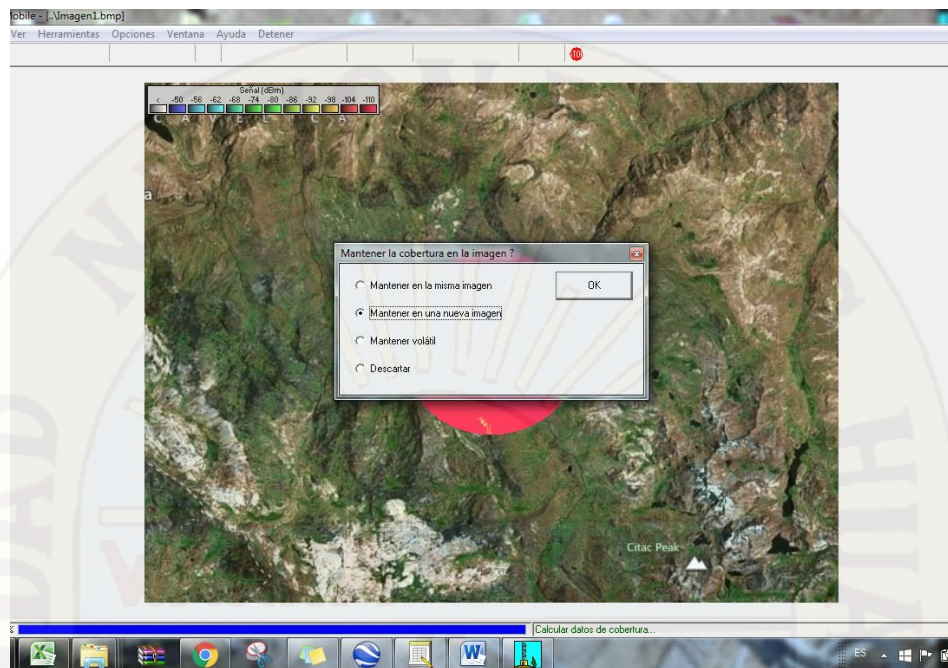 Mobile - [..\Imagen1.bmp]
Ver Herramientas Opciones Ventana Ayuda Detener
Señal (dBm)
< -50 -56 -62 -68 -74 -80 -86 -92 -98 -104 -110
C A V E L I C A
a
Mantener la cobertura en la imagen ?
Mantener en la misma imagen
OK
Mantener en una nueva imagen
Mantener volátil
Descartar
Citac Peak
Calcular datos de cobertura...
ES